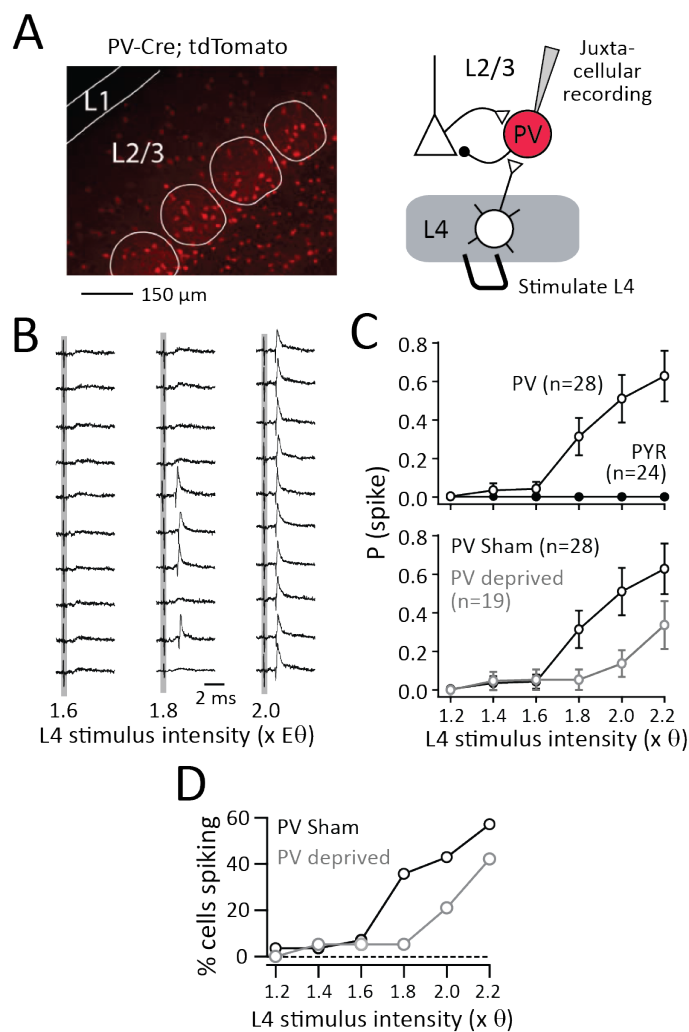 A
PV-Cre; tdTomato
L1
L2/3
150 μm
L2/3
Juxta-
cellular
recording
PV
L4
Stimulate L4
B
1.6
1.8
2.0
2 ms
L4 stimulus intensity (x Eθ)
C
P (spike)
0.8
0.6
0.4
0.2
0.0
PV (n=28)
PYR
(n=24)
0.8
0.6
0.4
0.2
0.0
PV Sham (n=28)
PV deprived
(n=19)
1.2 1.4 1.6 1.8 2.0 2.2
L4 stimulus intensity (x θ)
D
% cells spiking
60
40
20
0
PV Sham
PV deprived
1.2 1.4 1.6 1.8 2.0 2.2
L4 stimulus intensity (x θ)